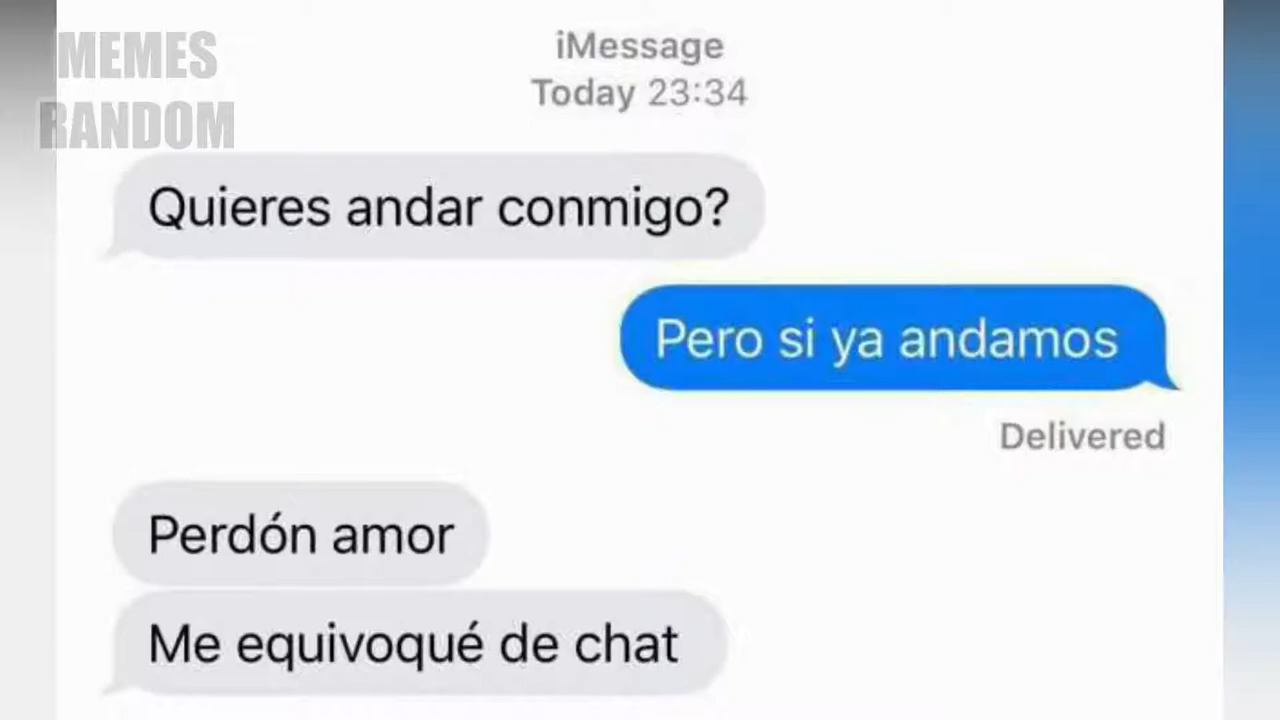 MEMES
RANDOM
iMessage
Today 23:34
Quieres andar conmigo?
Pero si ya andamos
Delivered
Perdón amor
Me equivoqué de chat